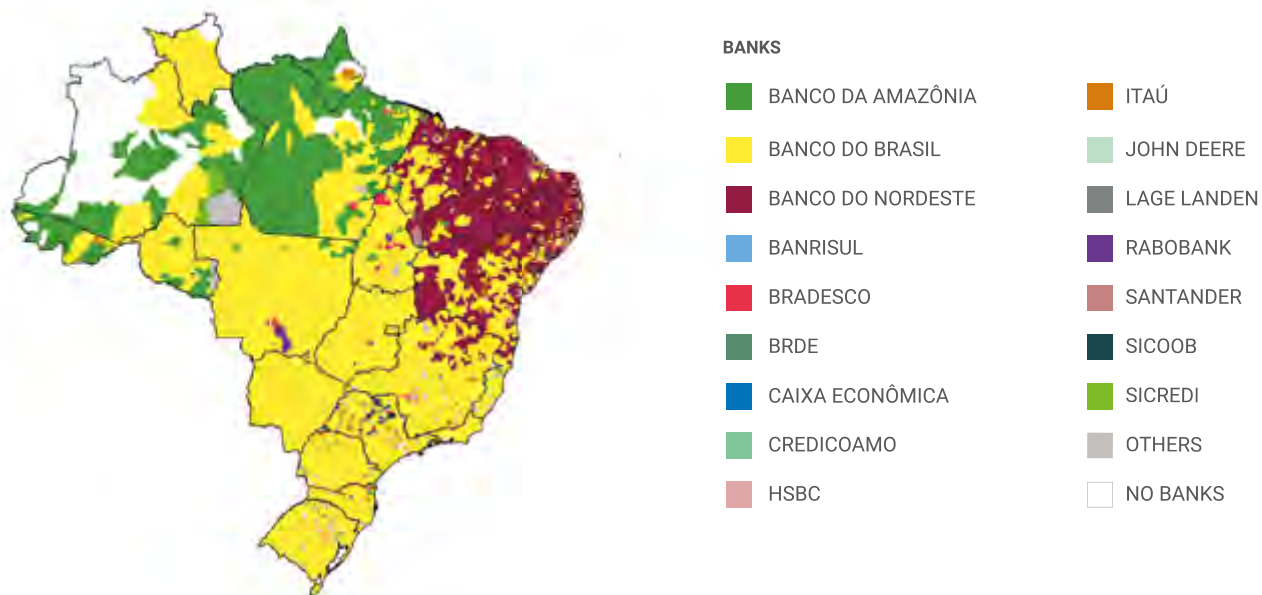 BANKS
BANCO DA AMAZÔNIA
BANCO DO BRASIL
BANCO DO NORDESTE
BANRISUL
BRADESCO
BRDE
CAIXA ECONÔMICA
CREDICOAMO
HSBC
ITAÚ
JOHN DEERE
LAGE LANDEN
RABOBANK
SANTANDER
SICOOB
SICREDI
OTHERS
NO BANKS